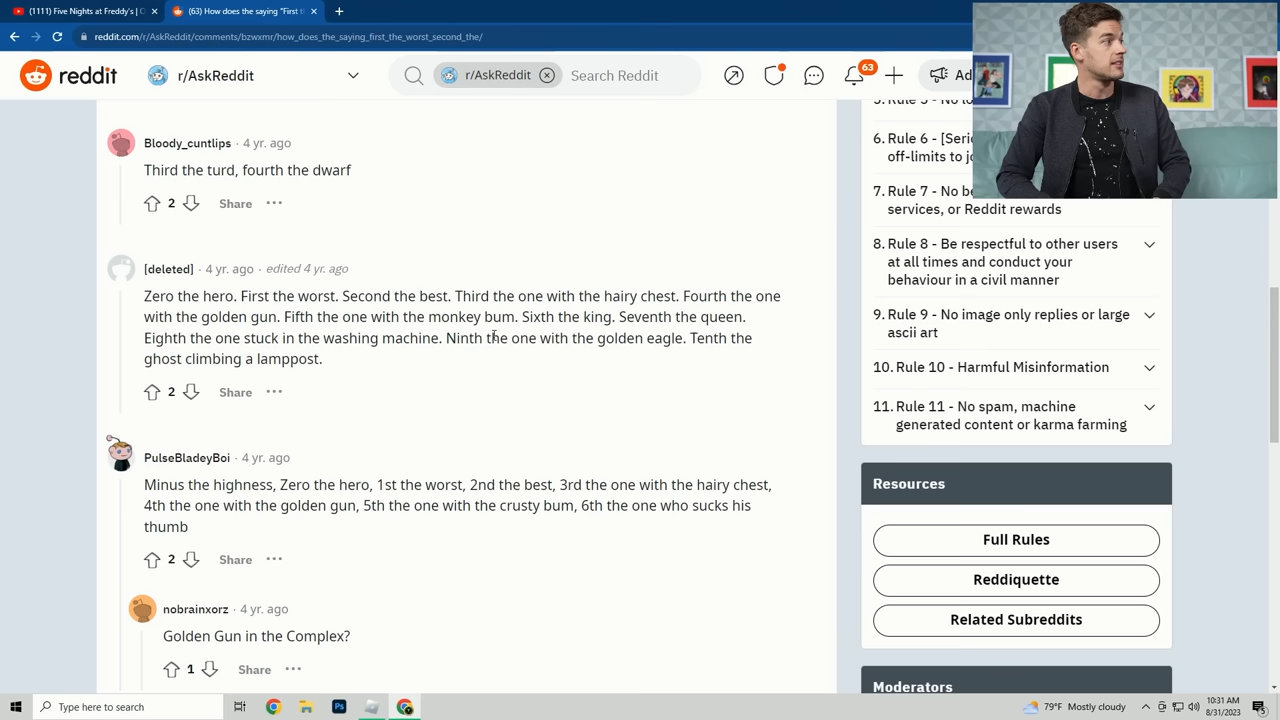 (1111) Five Nights at Freddy's | O
(63) How does the saying "First t
reddit.com/r/AskReddit/comments/bzwxmr/how_does_the_saying_first_the_worst_second_the/
reddit
r/AskReddit
r/AskReddit
Search Reddit
63
Ad
Bloody_cuntlips · 4 yr. ago
Third the turd, fourth the dwarf
2
Share
[deleted] · 4 yr. ago · edited 4 yr. ago
Zero the hero. First the worst. Second the best. Third the one with the hairy chest. Fourth the one
with the golden gun. Fifth the one with the monkey bum. Sixth the king. Seventh the queen.
Eighth the one stuck in the washing machine. Ninth the one with the golden eagle. Tenth the
ghost climbing a lamppost.
2
Share
PulseBladeyBoi · 4 yr. ago
Minus the highness, Zero the hero, 1st the worst, 2nd the best, 3rd the one with the hairy chest,
4th the one with the golden gun, 5th the one with the crusty bum, 6th the one who sucks his
thumb
2
Share
nobrainxorz · 4 yr. ago
Golden Gun in the Complex?
1
Share
6. Rule 6 - [Seri
off-limits to jo
7. Rule 7 - No be
services, or Reddit rewards
8. Rule 8 - Be respectful to other users
at all times and conduct your
behaviour in a civil manner
9. Rule 9 - No image only replies or large
ascii art
10. Rule 10 - Harmful Misinformation
11. Rule 11 - No spam, machine
generated content or karma farming
Resources
Full Rules
Reddiquette
Related Subreddits
Moderators
Type here to search
79°F Mostly cloudy
10:31 AM
8/31/2023
5